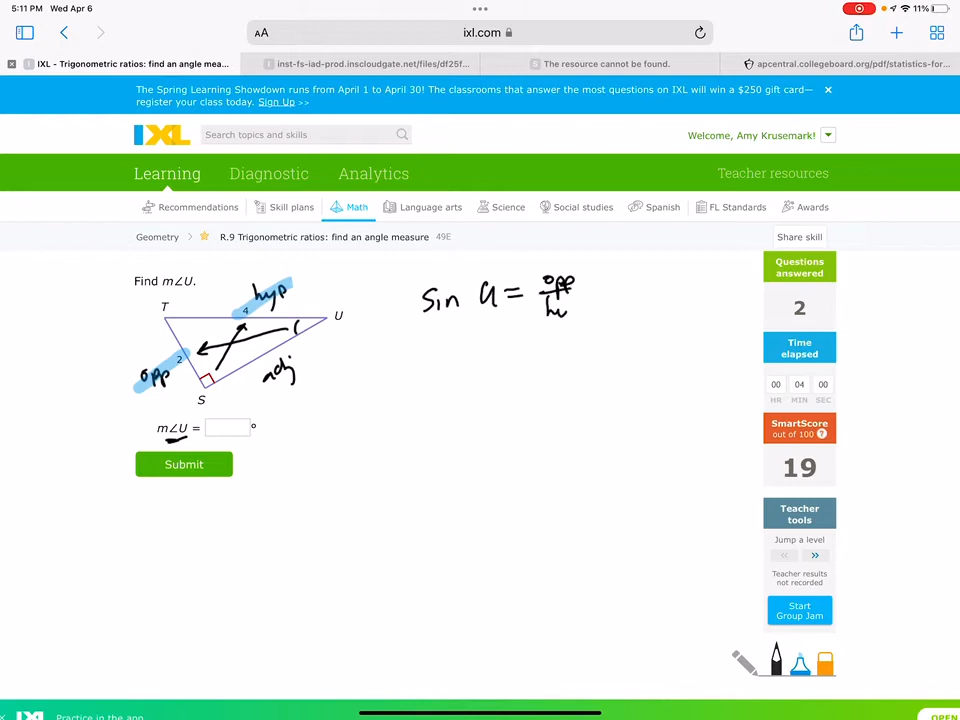 5:11 PM Wed Apr 6
11%
AA
ixl.com
IXL - Trigonometric ratios: find an angle mea...
inst-fs-iad-prod.inscloudgate.net/files/df25f...
The resource cannot be found.
apcentral.collegeboard.org/pdf/statistics-for...
The Spring Learning Showdown runs from April 1 to April 30! The classrooms that answer the most questions on IXL will win a $250 gift card—
register your class today. Sign Up >>
IXL
Search topics and skills
Welcome, Amy Krusemark!
Learning
Diagnostic
Analytics
Teacher resources
Recommendations
Skill plans
Math
Language arts
Science
Social studies
Spanish
FL Standards
Awards
Geometry
R.9 Trigonometric ratios: find an angle measure 49E
Share skill
Find m∠U.
T
4
hyp
U
2
opp
adj
S
sin u = opp/hy
m∠U = °
Submit
Questions
answered
2
Time
elapsed
00 04 00
HR MIN SEC
SmartScore
out of 100 ?
19
Teacher
tools
Jump a level
<< >>
Teacher results
not recorded
Start
Group Jam
IXL
Practice in the app
OPEN